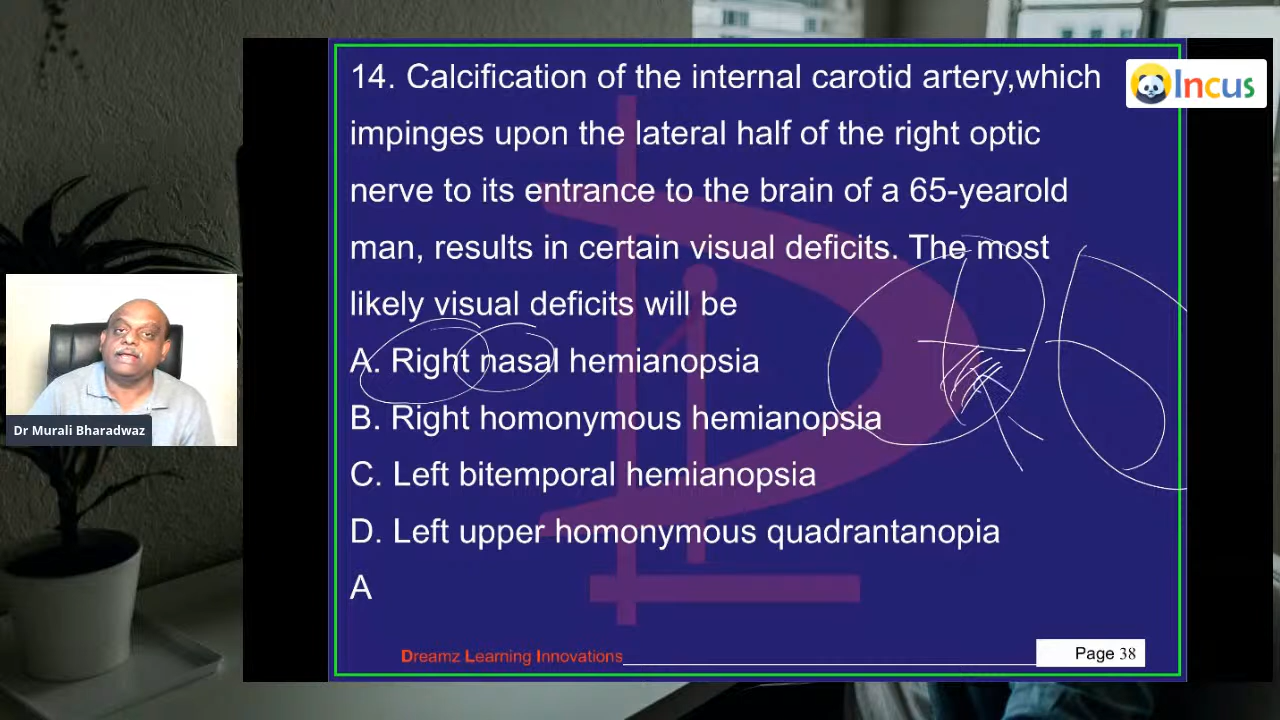 14. Calcification of the internal carotid artery,which
impinges upon the lateral half of the right optic
nerve to its entrance to the brain of a 65-yearold
man, results in certain visual deficits. The most
likely visual deficits will be
A. Right nasal hemianopsia
B. Right homonymous hemianopsia
C. Left bitemporal hemianopsia
D. Left upper homonymous quadrantanopia
A
Dreamz Learning Innovations
Page 38
Incus
Dr Murali Bharadwaz